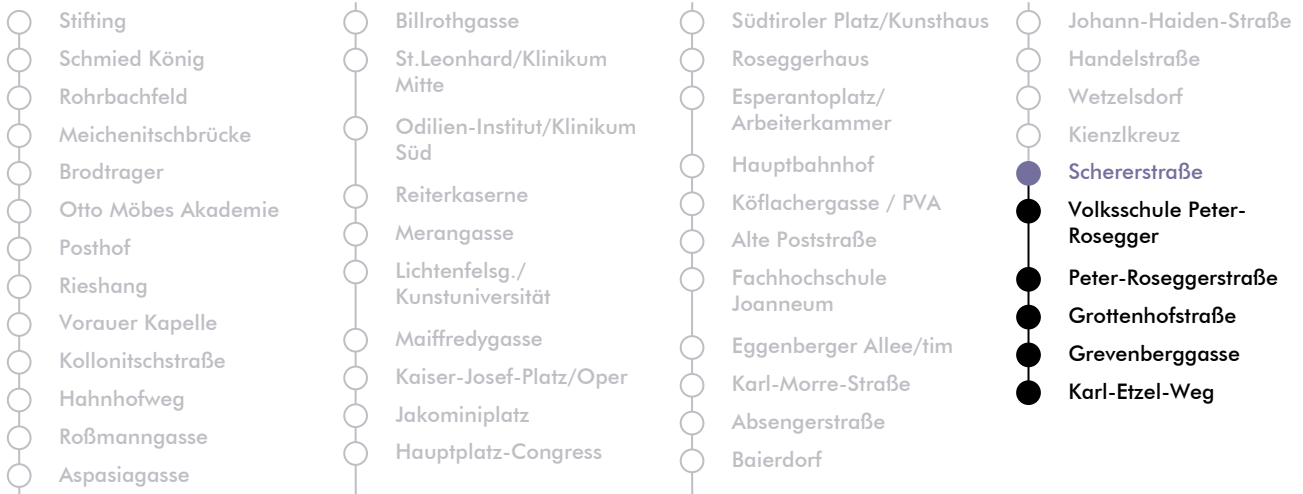 Stifting
Schmied König
Rohrbachfeld
Meichenitschbrücke
Brodtrager
Otto Möbes Akademie
Posthof
Rieshang
Vorauer Kapelle
Kollonitschstraße
Hahnhofweg
Roßmanngasse
Aspasiagasse
Billrothgasse
St.Leonhard/Klinikum
Mitte
Odilien-Institut/Klinikum
Süd
Reiterkaserne
Merangasse
Lichtenfelsg./
Kunstuniversität
Maiffredygasse
Kaiser-Josef-Platz/Oper
Jakominiplatz
Hauptplatz-Congress
Südtiroler Platz/Kunsthaus
Roseggerhaus
Esperantoplatz/
Arbeiterkammer
Hauptbahnhof
Köflachergasse / PVA
Alte Poststraße
Fachhochschule
Joanneum
Eggenberger Allee/tim
Karl-Morre-Straße
Absengerstraße
Baierdorf
Johann-Haiden-Straße
Handelstraße
Wetzelsdorf
Kienzlkreuz
Schererstraße
Volksschule Peter-
Rosegger
Peter-Roseggerstraße
Grottenhofstraße
Grevenberggasse
Karl-Etzel-Weg